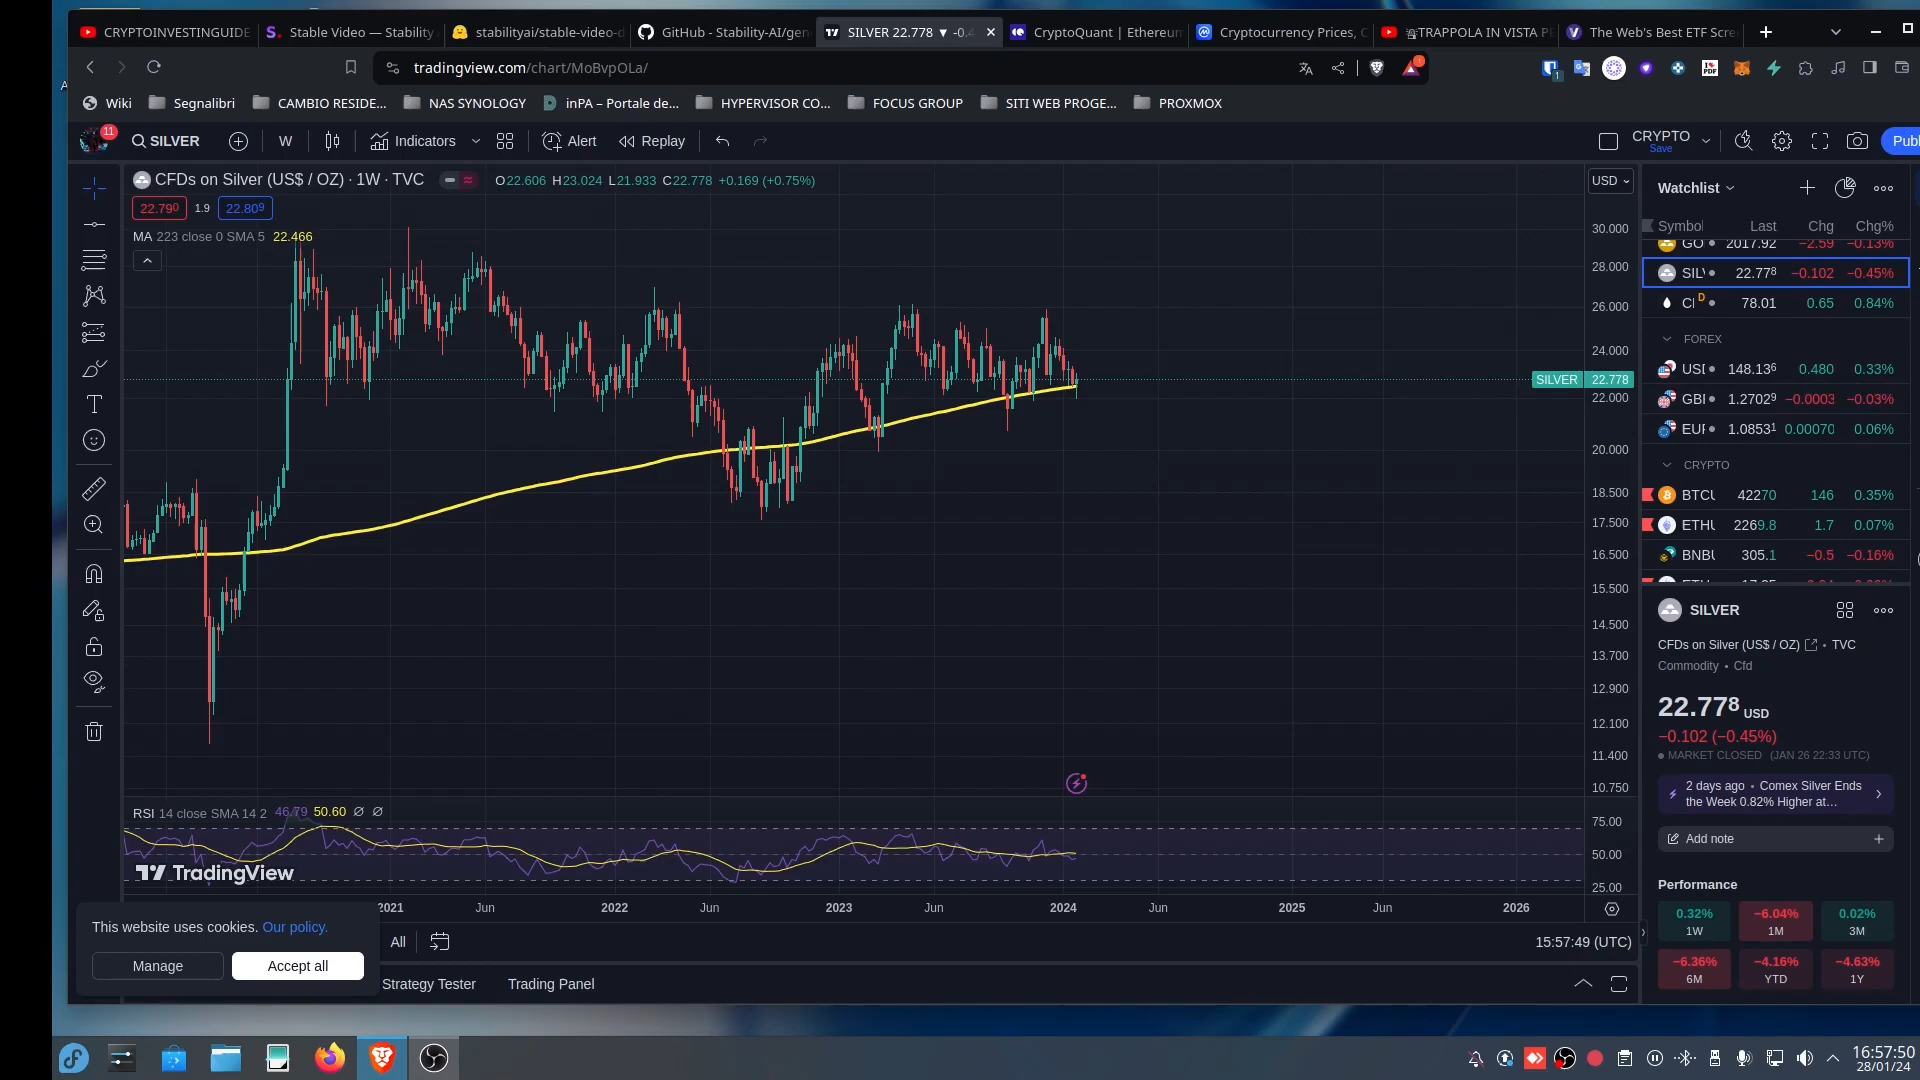 CRYPTOINVESTINGUIDE
Stable Video — Stability
stabilityai/stable-video-d
GitHub - Stability-AI/gen
SILVER 22.778 ▼ -0.4
CryptoQuant | Ethereum
Cryptocurrency Prices, C
TRAPPOLA IN VISTA PE
The Web's Best ETF Scre
tradingview.com/chart/MoBvpOLa/
Wiki
Segnalibri
CAMBIO RESIDE...
NAS SYNOLOGY
inPA – Portale de...
HYPERVISOR CO...
FOCUS GROUP
SITI WEB PROGE...
PROXMOX
11
SILVER
W
Indicators
Alert
Replay
CRYPTO
Save
Publ
CFDs on Silver (US$ / OZ) · 1W · TVC
O22.606 H23.024 L21.933 C22.778 +0.169 (+0.75%)
22.790 1.9 22.809
MA 223 close 0 SMA 5 22.466
USD
30.000
28.000
26.000
24.000
SILVER 22.778
22.000
20.000
18.500
17.500
16.500
15.500
14.500
13.700
12.900
12.100
11.400
10.750
RSI 14 close SMA 14 2 46.79 50.60 Ø Ø
75.00
50.00
25.00
TradingView
2021 Jun 2022 Jun 2023 Jun 2024 Jun 2025 Jun 2026
This website uses cookies. Our policy.
Manage
Accept all
All
15:57:49 (UTC)
Strategy Tester
Trading Panel
Watchlist
Symbol Last Chg Chg%
GO 2017.92 −2.59 −0.13%
SILV 22.778 −0.102 −0.45%
CI D 78.01 0.65 0.84%
FOREX
USD 148.136 0.480 0.33%
GBI 1.27029 −0.0003 −0.03%
EUF 1.08531 0.00070 0.06%
CRYPTO
BTCU 42270 146 0.35%
ETHU 2269.8 1.7 0.07%
BNBU 305.1 −0.5 −0.16%
SILVER
CFDs on Silver (US$ / OZ) • TVC
Commodity • Cfd
22.778 USD
−0.102 (−0.45%)
MARKET CLOSED (JAN 26 22:33 UTC)
2 days ago • Comex Silver Ends
the Week 0.82% Higher at...
Add note
Performance
0.32% −6.04% 0.02%
1W 1M 3M
−6.36% −4.16% −4.63%
6M YTD 1Y
16:57:50
28/01/24